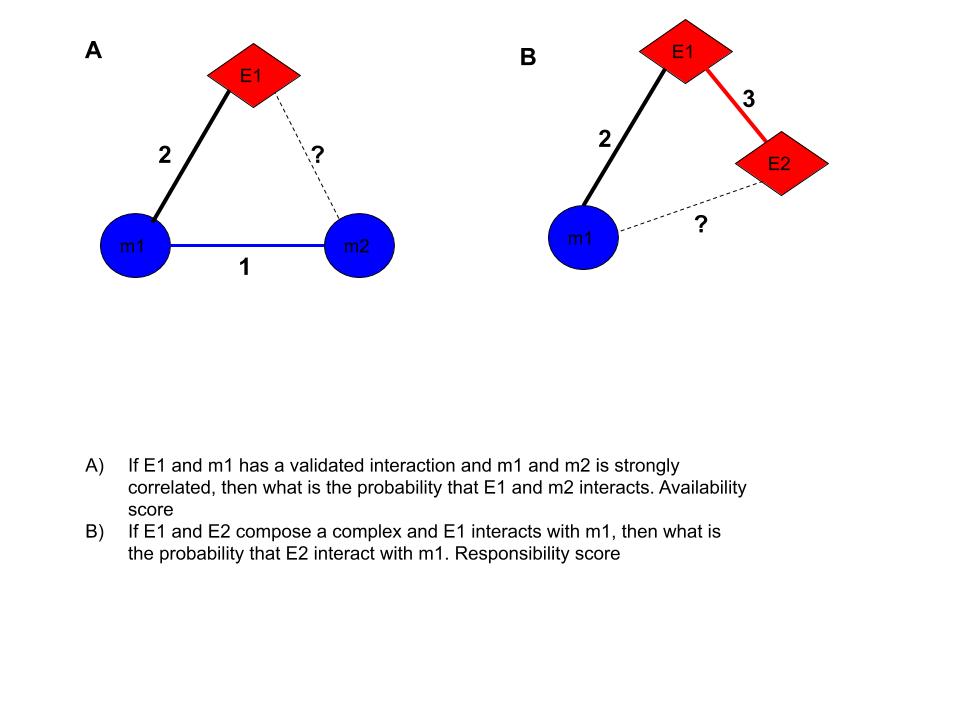 A
E1
2
?
m1
m2
1
B
E1
3
2
E2
m1
?
A) If E1 and m1 has a validated interaction and m1 and m2 is strongly
correlated, then what is the probability that E1 and m2 interacts. Availability
score
B) If E1 and E2 compose a complex and E1 interacts with m1, then what is
the probability that E2 interact with m1. Responsibility score